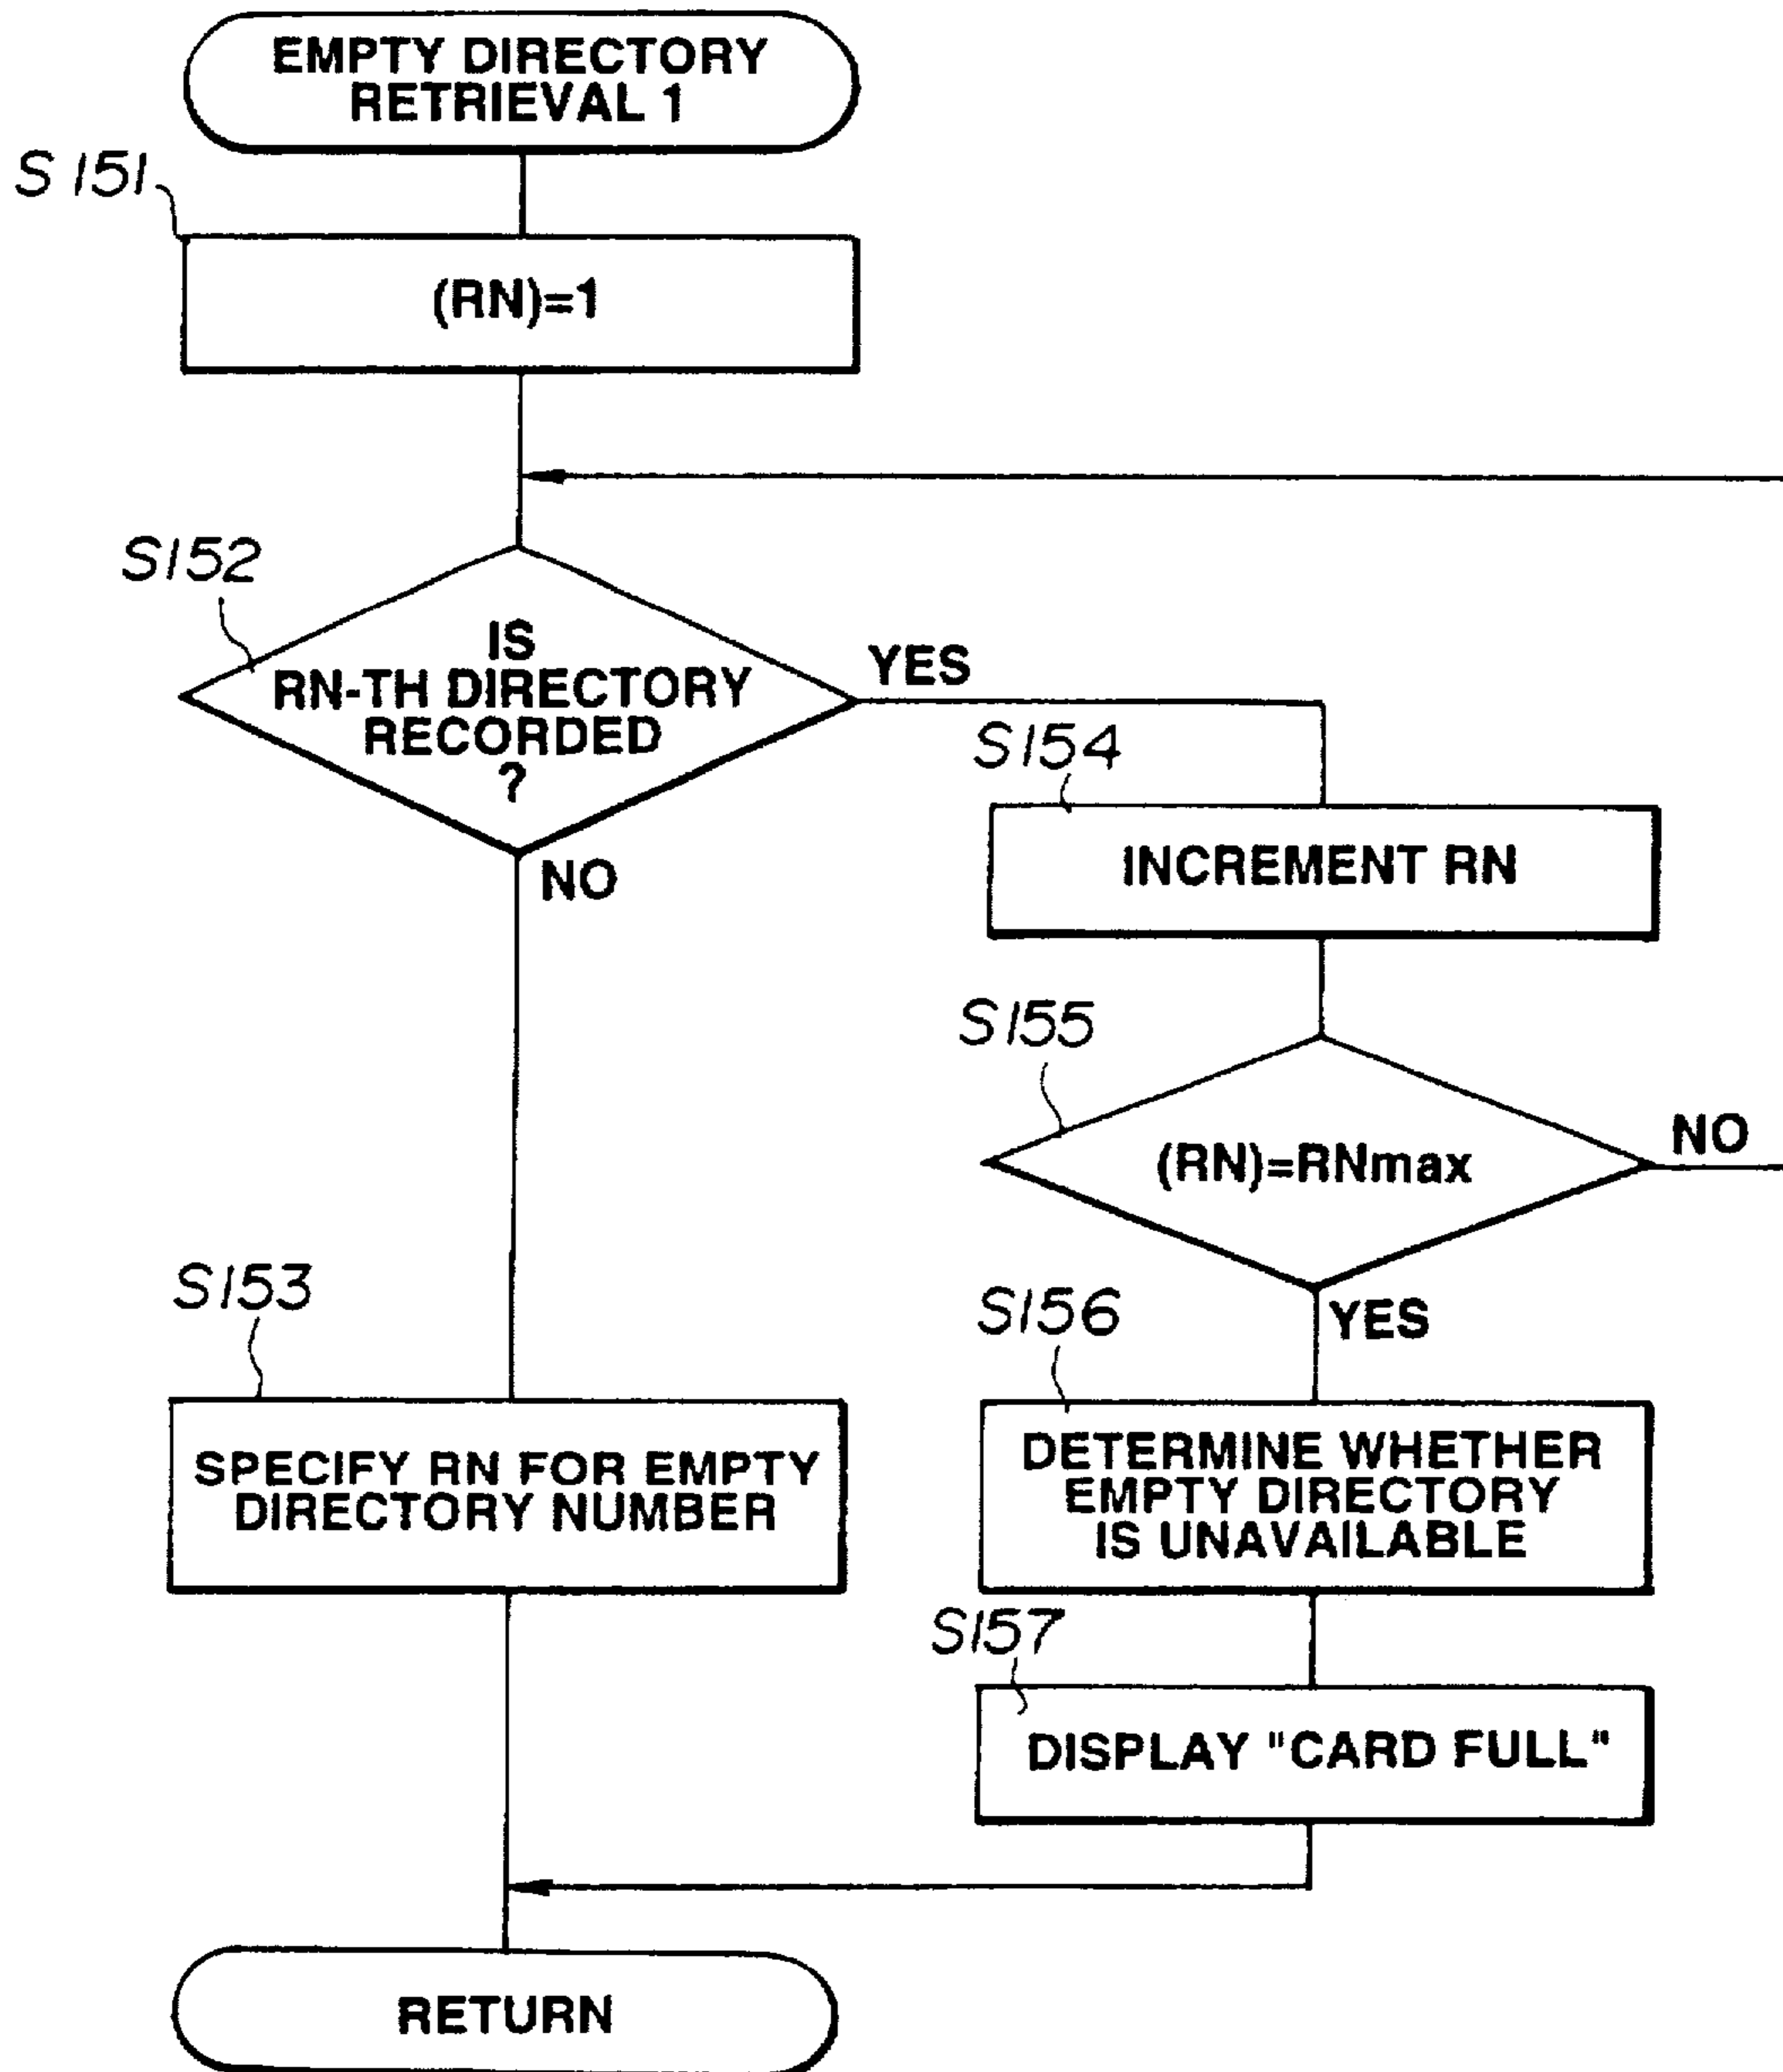 EMPTY DIRECTORY
RETRIEVAL 1
S151
(RN)=1
S152
IS
RN-TH DIRECTORY
RECORDED
?
YES
NO
S154
INCREMENT RN
S155
(RN)=RNmax
NO
YES
S153
SPECIFY RN FOR EMPTY
DIRECTORY NUMBER
S156
DETERMINE WHETHER
EMPTY DIRECTORY
IS UNAVAILABLE
S157
DISPLAY "CARD FULL"
RETURN